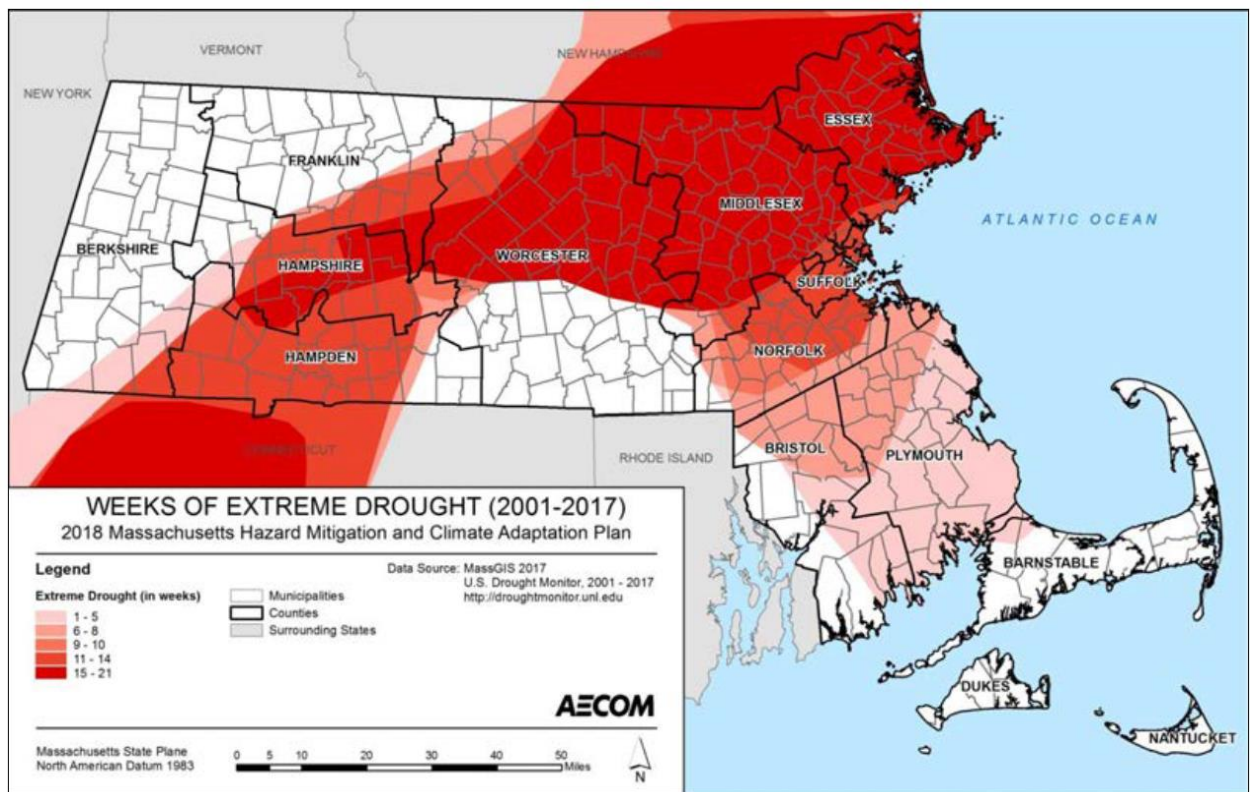 VERMONT
NEW HAMPSHIRE
NEW YORK
ESSEX
FRANKLIN
MIDDLESEX
ATLANTIC OCEAN
BERKSHIRE
WORCESTER
HAMPSHIRE
SUFFOLK
HAMPDEN
NORFOLK
CONNECTICUT
BRISTOL
PLYMOUTH
RHODE ISLAND
BARNSTABLE
DUKES
NANTUCKET
WEEKS OF EXTREME DROUGHT (2001-2017)
2018 Massachusetts Hazard Mitigation and Climate Adaptation Plan
Legend
Extreme Drought (in weeks)
1 - 5
6 - 8
9 - 10
11 - 14
15 - 21
Municipalities
Counties
Surrounding States
Data Source: MassGIS 2017
U.S. Drought Monitor, 2001 - 2017
http://droughtmonitor.unl.edu
AECOM
Massachusetts State Plane
North American Datum 1983
0 5 10 20 30 40 50
Miles
N